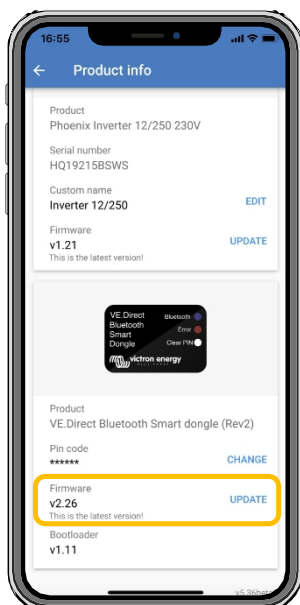 16:55
Product info
Product
Phoenix Inverter 12/250 230V
Serial number
HQ19215BSWS
Custom name
Inverter 12/250
EDIT
Firmware
v1.21
UPDATE
This is the latest version!
VE.Direct
Bluetooth
Smart
Dongle
Bluetooth
Error
Clear PIN
victron energy
Product
VE.Direct Bluetooth Smart dongle (Rev2)
Pin code
******
CHANGE
Firmware
v2.26
UPDATE
This is the latest version!
Bootloader
v1.11
v5.36beta